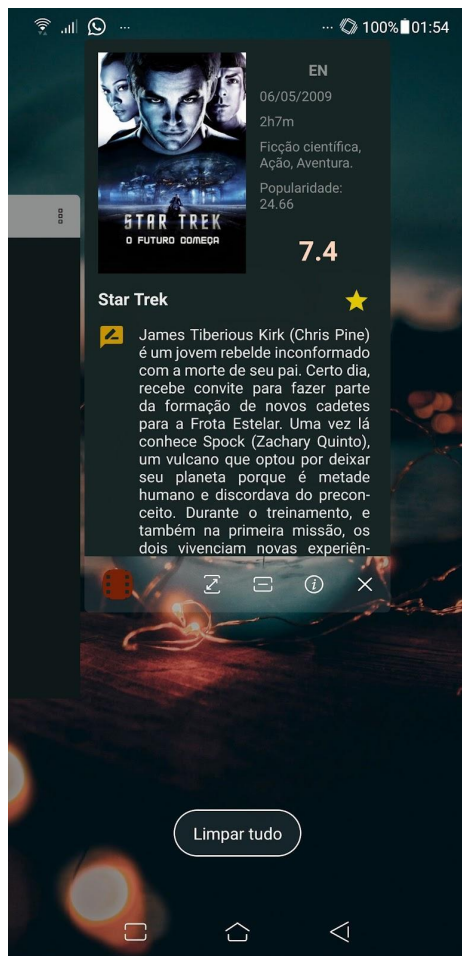 100% 01:54
EN
06/05/2009
2h7m
Ficção científica,
Ação, Aventura.
Popularidade:
24.66
7.4
STAR TREK
O FUTURO COMEÇA
Star Trek
James Tiberious Kirk (Chris Pine)
é um jovem rebelde inconformado
com a morte de seu pai. Certo dia,
recebe convite para fazer parte
da formação de novos cadetes
para a Frota Estelar. Uma vez lá
conhece Spock (Zachary Quinto),
um vulcano que optou por deixar
seu planeta porque é metade
humano e discordava do precon-
ceito. Durante o treinamento, e
também na primeira missão, os
dois vivenciam novas experiên-
Limpar tudo